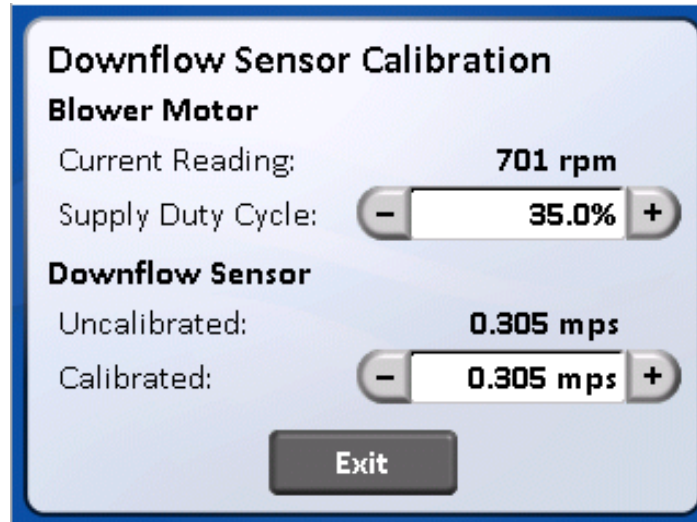 Downflow Sensor Calibration
Blower Motor
Current Reading: 701 rpm
Supply Duty Cycle: - 35.0% +
Downflow Sensor
Uncalibrated: 0.305 mps
Calibrated: - 0.305 mps +
Exit